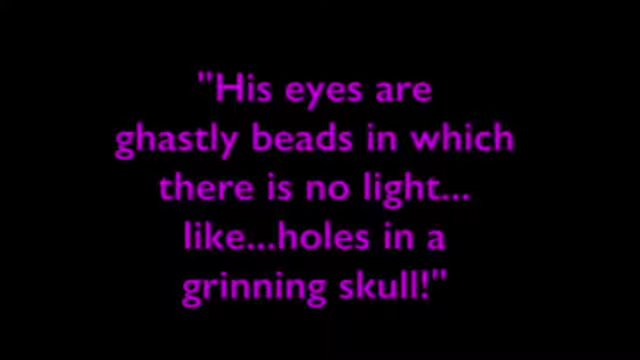 "His eyes are
ghastly beads in which
there is no light...
like...holes in a
grinning skull!"